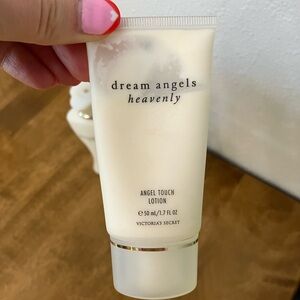 dream angels
heavenly
ANGEL TOUCH
LOTION
℮ 50 mL/1.7 FL OZ
VICTORIA'S SECRET